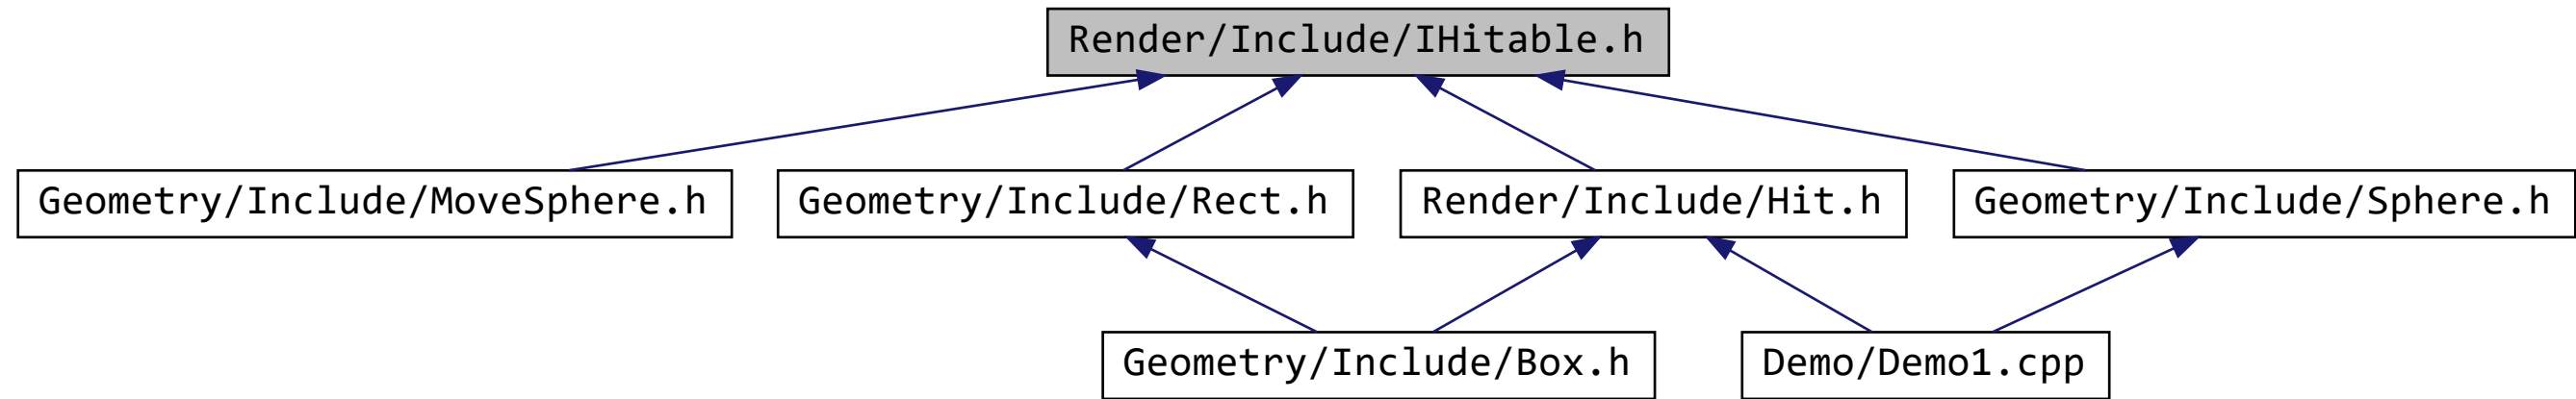 Render/Include/IHitable.h
Geometry/Include/MoveSphere.h
Geometry/Include/Rect.h
Render/Include/Hit.h
Geometry/Include/Sphere.h
Geometry/Include/Box.h
Demo/Demo1.cpp